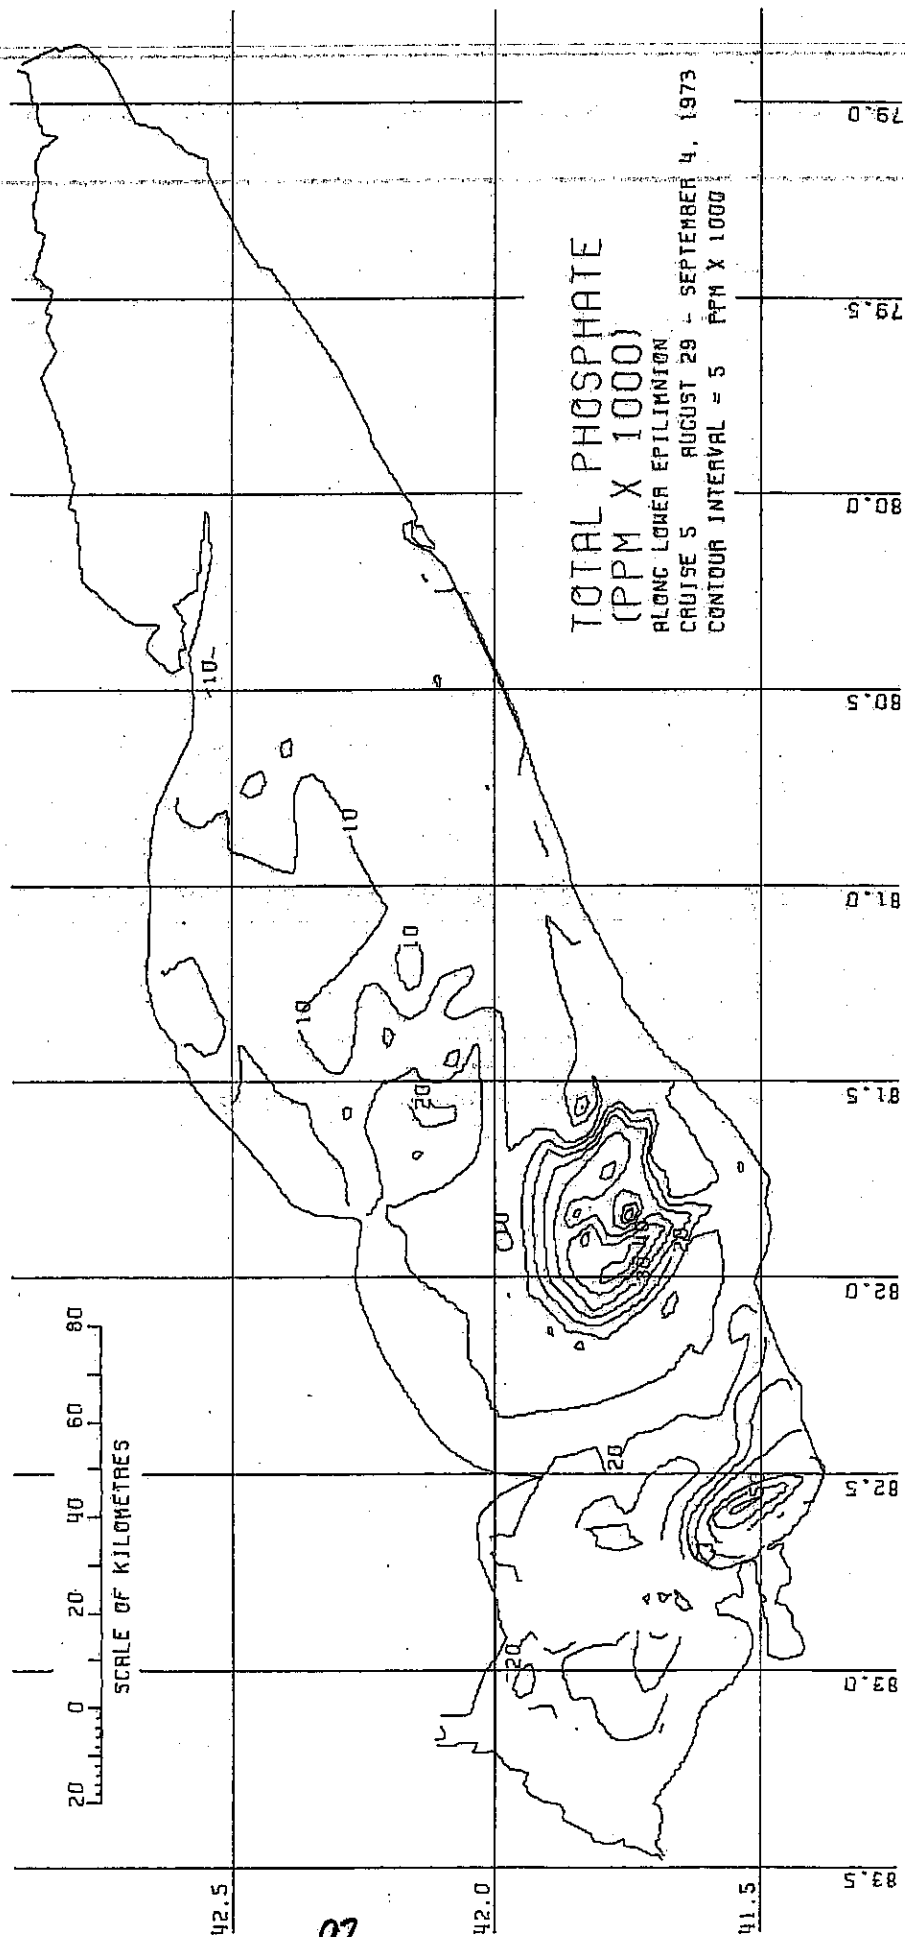 TOTAL PHOSPHATE
(PPM X 1000)
ALONG LOWER EPILIMNION
CRUISE 5 AUGUST 29 - SEPTEMBER 4, 1973
CONTOUR INTERVAL = 5 PPM X 1000
20 0 20 40 60 80
SCALE OF KILOMETRES
42.5
42.0
41.5
83.5 83.0 82.5 82.0 81.5 81.0 80.5 80.0 79.5 79.0
-10-
10
10
10
20
20
20
-20